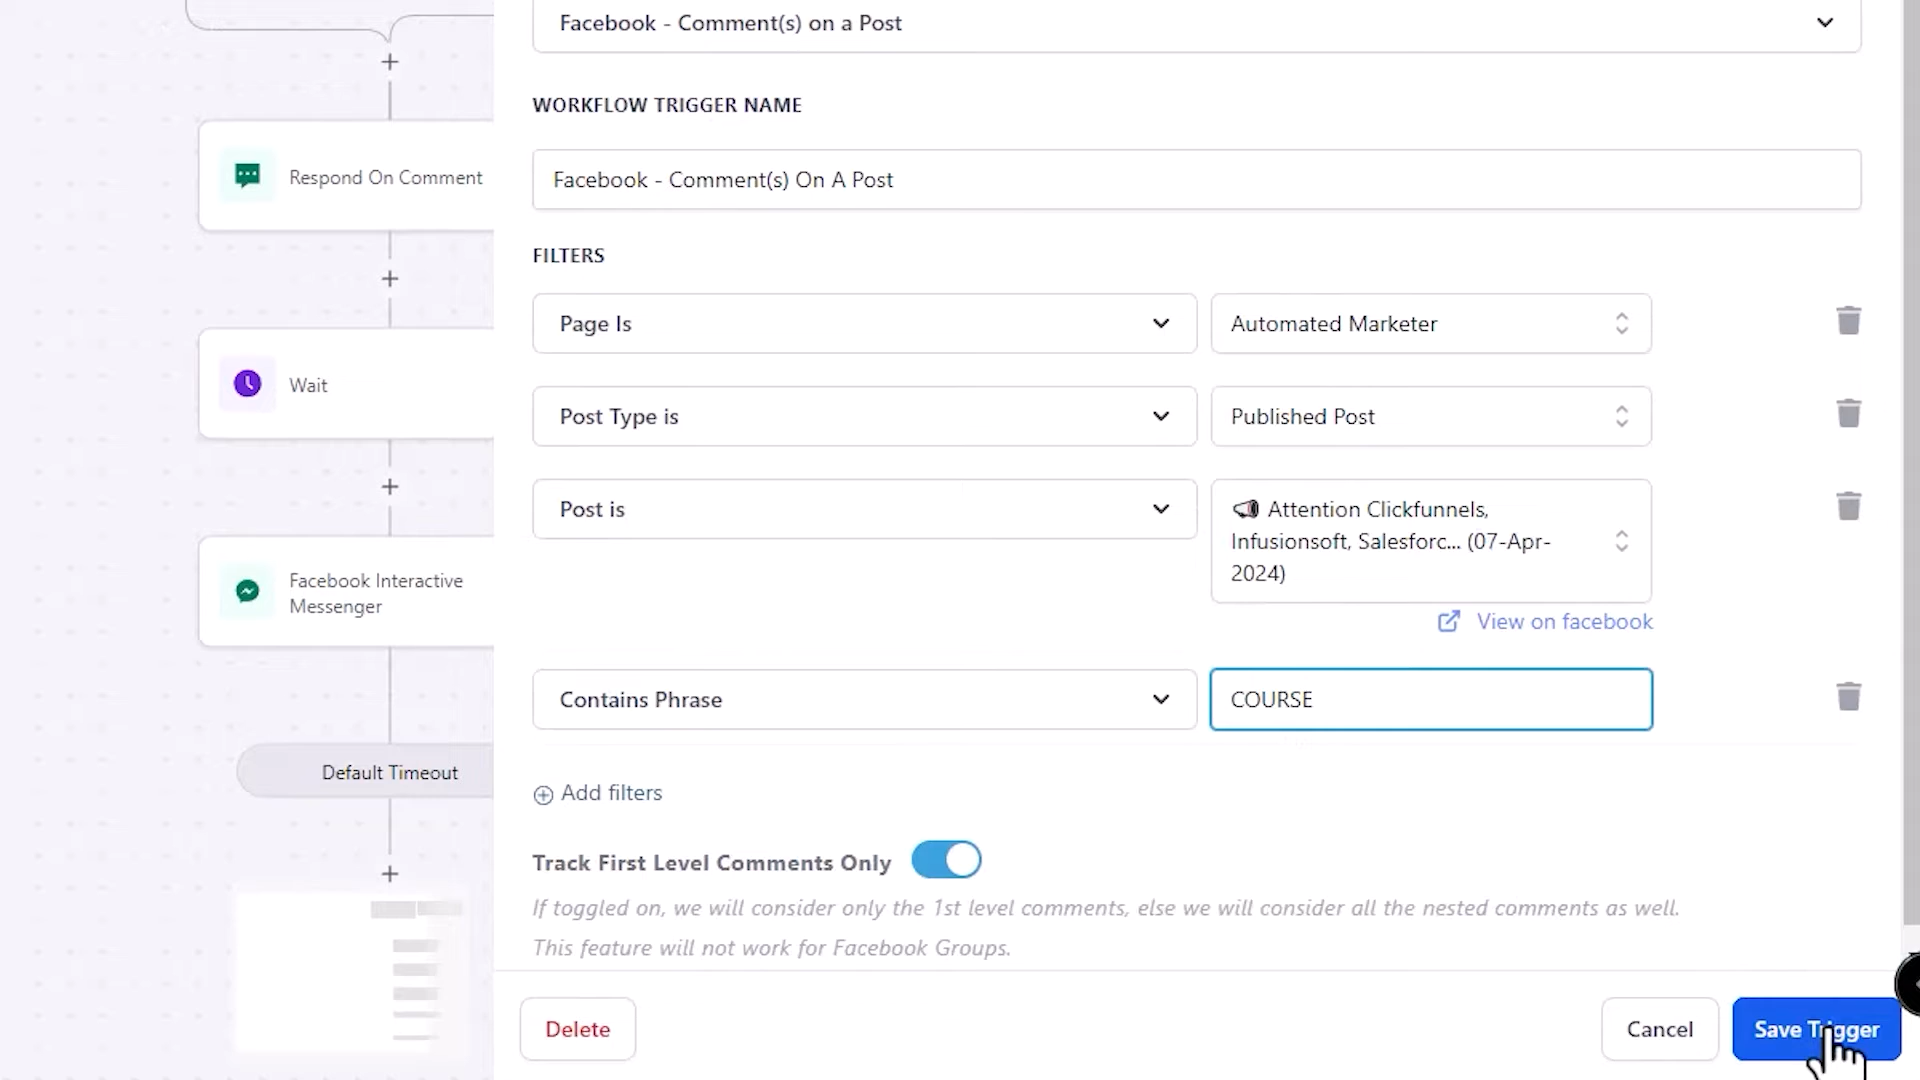 Facebook - Comment(s) on a Post
WORKFLOW TRIGGER NAME
Respond On Comment
Facebook - Comment(s) On A Post
FILTERS
Page Is
Automated Marketer
Wait
Post Type is
Published Post
Post is
Attention Clickfunnels,
Infusionsoft, Salesforc... (07-Apr-
2024)
Facebook Interactive
Messenger
View on facebook
Contains Phrase
COURSE
Default Timeout
Add filters
Track First Level Comments Only
If toggled on, we will consider only the 1st level comments, else we will consider all the nested comments as well.
This feature will not work for Facebook Groups.
Delete
Cancel
Save Trigger